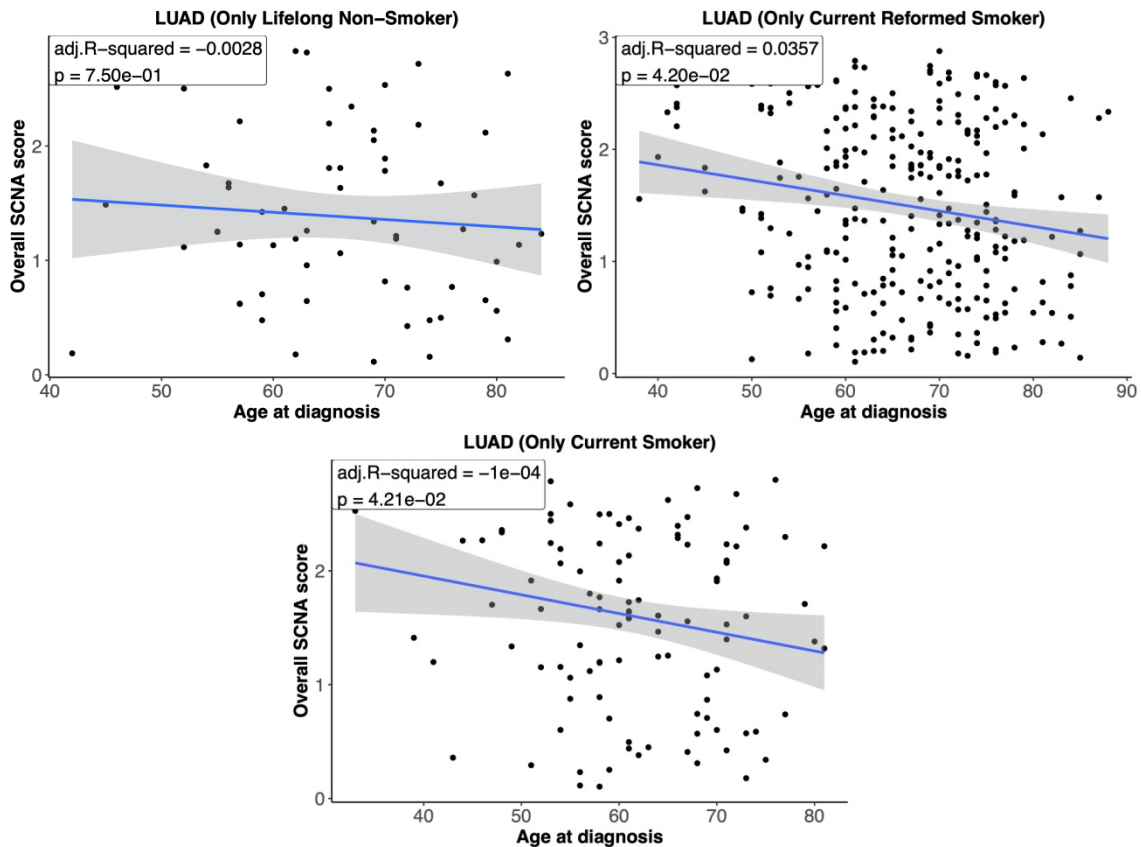 LUAD (Only Lifelong Non-Smoker)
adj.R-squared = −0.0028
p = 7.50e−01
Overall SCNA score
2
1
0
40
50
60
70
80
Age at diagnosis
LUAD (Only Current Reformed Smoker)
adj.R-squared = 0.0357
p = 4.20e−02
Overall SCNA score
3
2
1
0
40
50
60
70
80
90
Age at diagnosis
LUAD (Only Current Smoker)
adj.R-squared = −1e−04
p = 4.21e−02
Overall SCNA score
2
1
0
40
50
60
70
80
Age at diagnosis